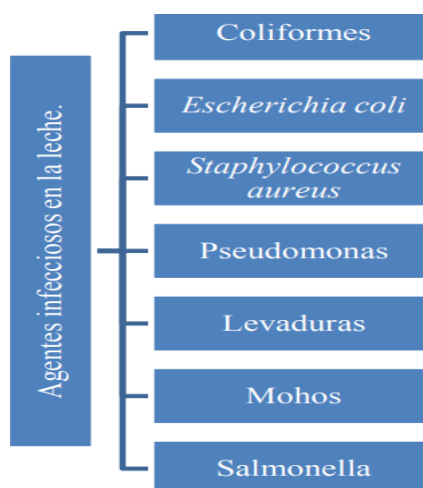 Agentes infecciosos en la leche.
Coliformes
Escherichia coli
Staphylococcus
aureus
Pseudomonas
Levaduras
Mohos
Salmonella